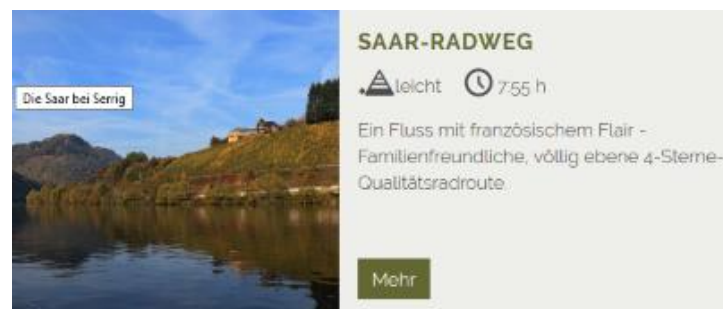 Die Saar bei Serrig
SAAR-RADWEG
leicht 7:55 h
Ein Fluss mit französischem Flair -
Familienfreundliche, völlig ebene 4-Sterne-
Qualitätsradroute.
Mehr